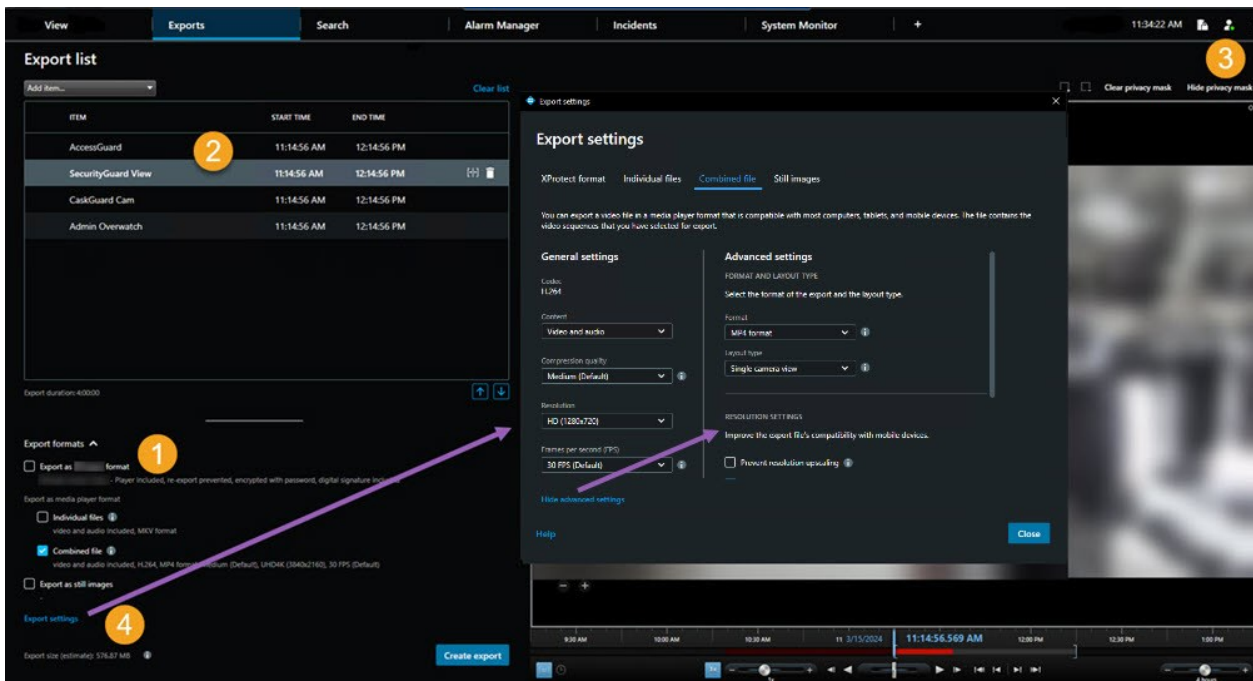 View
Exports
Search
Alarm Manager
Incidents
System Monitor
+
11:34:22 AM
Export list
3
Add item...
Clear list
Clear privacy mask
Hide privacy mask
ITEM
START TIME
END TIME
AccessGuard
11:14:56 AM
12:14:56 PM
2
SecurityGuard View
11:14:56 AM
12:14:56 PM
CaskGuard Cam
11:14:56 AM
12:14:56 PM
Admin Overwatch
11:14:56 AM
12:14:56 PM
Export duration: 4:00:00
Export formats
1
Export as
format
- Player included, re-export prevented, encrypted with password, digital signature
Export as media player format
Individual files
video and audio included, MKV format
Combined file
video and audio included, H.264, MP4 format, Medium (Default), UHD4K (3840x2160), 30 FPS (Default)
Export as still images
Export settings
4
Export size (estimate): 576.87 MB
Create export
Export settings
Export settings
XProtect format
Individual files
Combined file
Still images
You can export a video file in a media player format that is compatible with most computers, tablets, and mobile devices. The file contains the
video sequences that you have selected for export.
General settings
Codec
H.264
Content
Video and audio
Compression quality
Medium (Default)
Resolution
HD (1280x720)
Frames per second (FPS)
30 FPS (Default)
Hide advanced settings
Help
Advanced settings
FORMAT AND LAYOUT TYPE
Select the format of the export and the layout type.
Format
MP4 format
Layout type
Single camera view
RESOLUTION SETTINGS
Improve the export file's compatibility with mobile devices.
Prevent resolution upscaling
Close
9:30 AM
10:00 AM
10:30 AM
11
3/15/2024
11:14:56.569 AM
12:00 PM
12:30 PM
1:00 PM
1x
4 hours